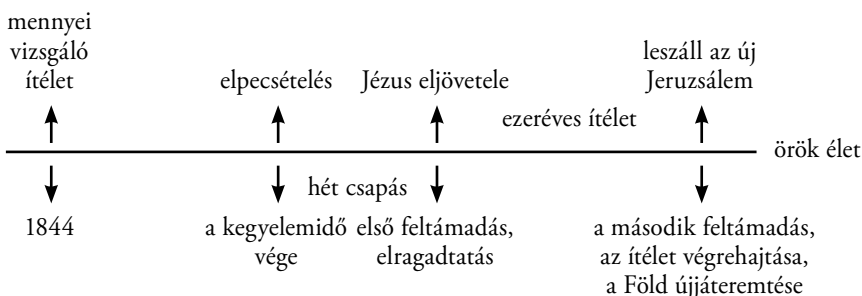 mennyei
vizsgáló
ítélet
elpecsételés
Jézus eljövetele
leszáll az új
Jeruzsálem
ezeréves ítélet
örök élet
hét csapás
1844
a kegyelemidő
vége
első feltámadás,
elragadtatás
a második feltámadás,
az ítélet végrehajtása,
a Föld újjáteremtése